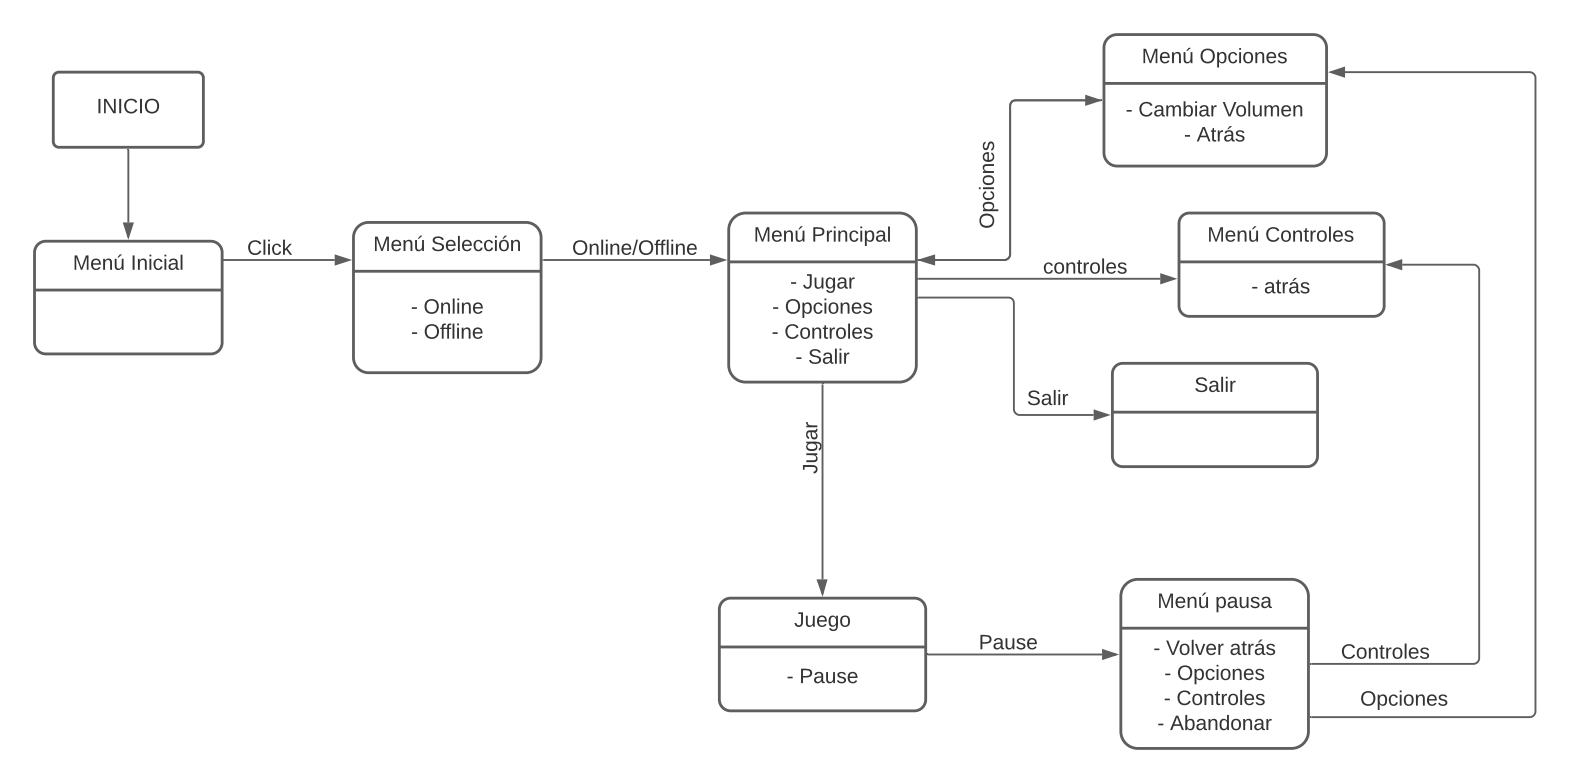 INICIO
Menú Inicial
Click
Menú Selección
- Online
- Offline
Online/Offline
Menú Principal
- Jugar
- Opciones
- Controles
- Salir
Opciones
Menú Opciones
- Cambiar Volumen
- Atrás
controles
Menú Controles
- atrás
Salir
Salir
Jugar
Juego
- Pause
Pause
Menú pausa
- Volver atrás
- Opciones
- Controles
- Abandonar
Controles
Opciones